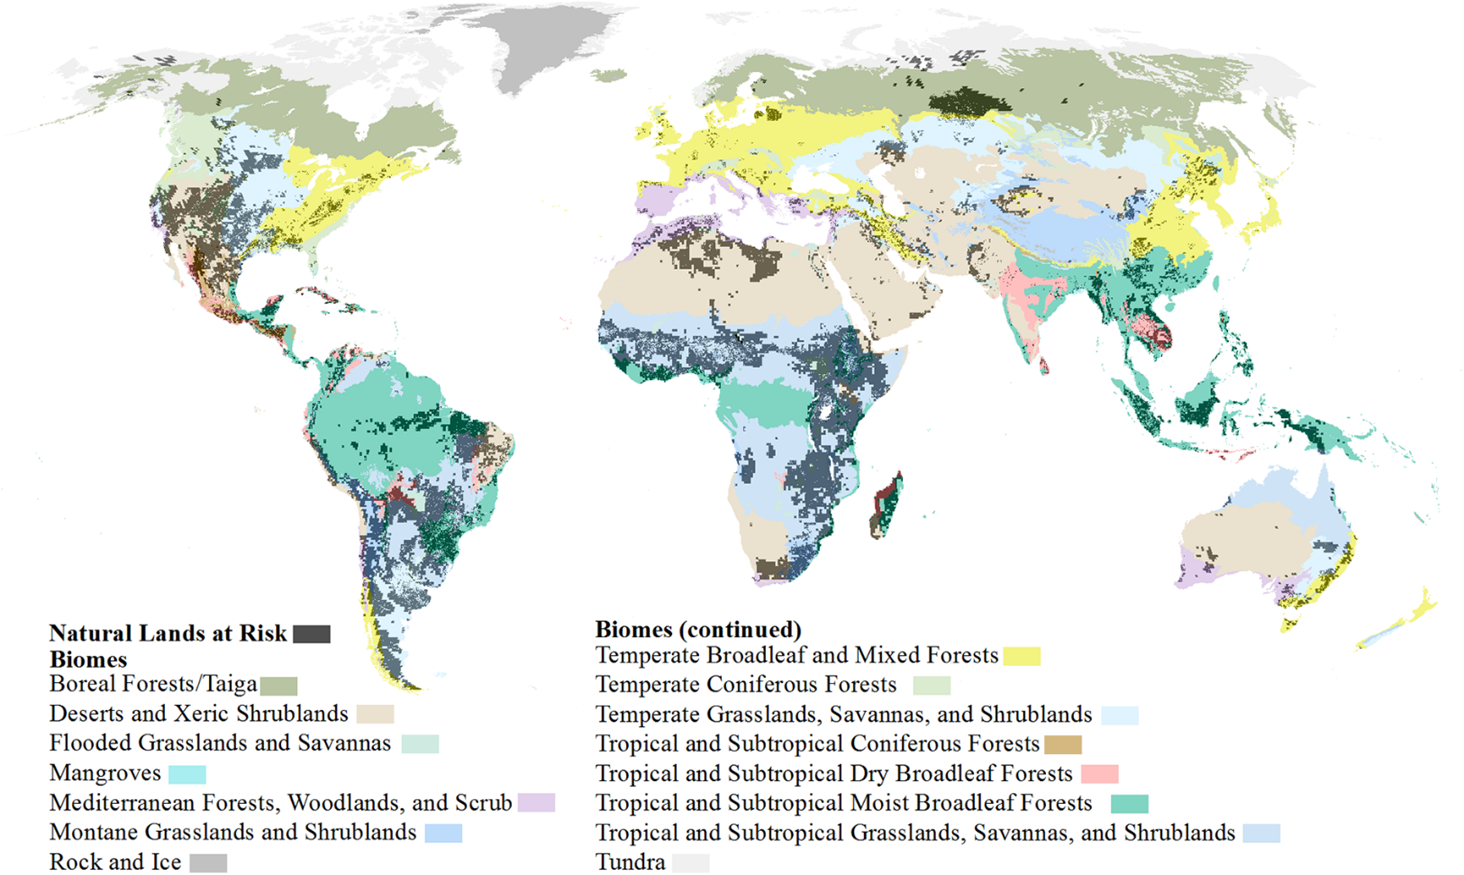 Natural Lands at Risk
Biomes
Boreal Forests/Taiga
Deserts and Xeric Shrublands
Flooded Grasslands and Savannas
Mangroves
Mediterranean Forests, Woodlands, and Scrub
Montane Grasslands and Shrublands
Rock and Ice
Biomes (continued)
Temperate Broadleaf and Mixed Forests
Temperate Coniferous Forests
Temperate Grasslands, Savannas, and Shrublands
Tropical and Subtropical Coniferous Forests
Tropical and Subtropical Dry Broadleaf Forests
Tropical and Subtropical Moist Broadleaf Forests
Tropical and Subtropical Grasslands, Savannas, and Shrublands
Tundra